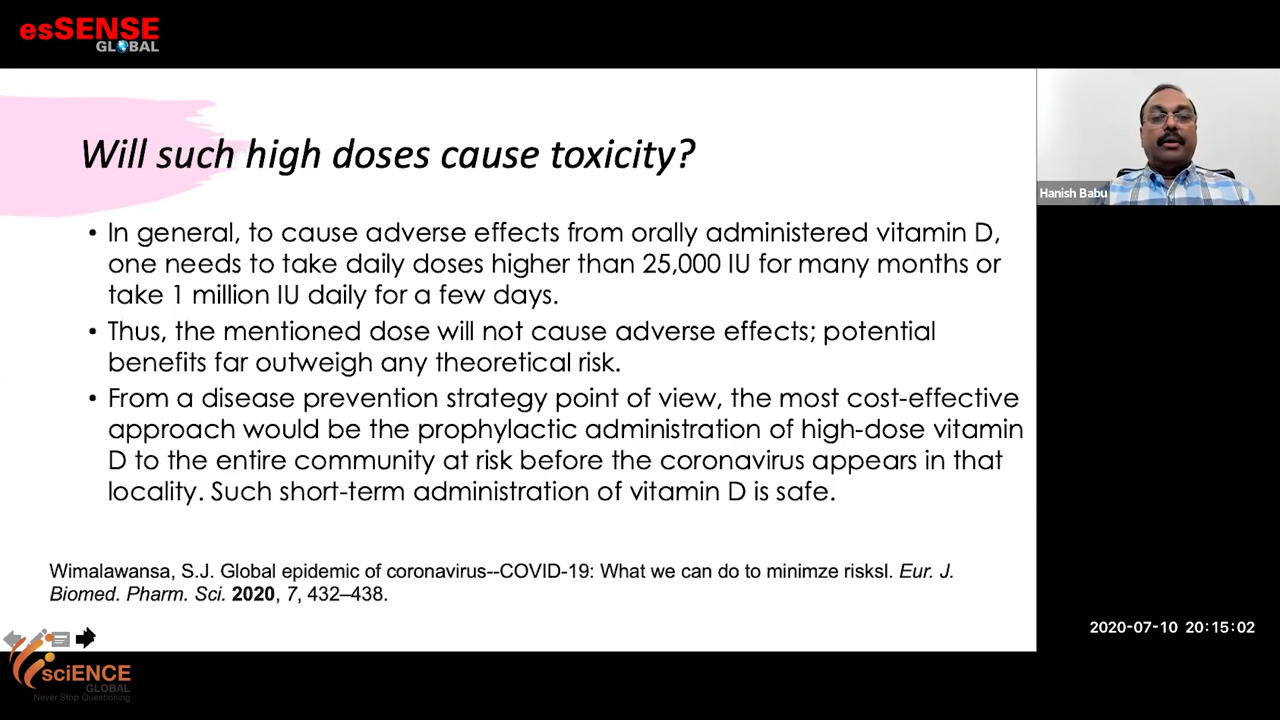 esSENSE
GLOBAL
Will such high doses cause toxicity?
Hanish Babu
• In general, to cause adverse effects from orally administered vitamin D,
one needs to take daily doses higher than 25,000 IU for many months or
take 1 million IU daily for a few days.
• Thus, the mentioned dose will not cause adverse effects; potential
benefits far outweigh any theoretical risk.
• From a disease prevention strategy point of view, the most cost-effective
approach would be the prophylactic administration of high-dose vitamin
D to the entire community at risk before the coronavirus appears in that
locality. Such short-term administration of vitamin D is safe.
Wimalawansa, S.J. Global epidemic of coronavirus--COVID-19: What we can do to minimze risksl. Eur. J.
Biomed. Pharm. Sci. 2020, 7, 432–438.
2020-07-10 20:15:02
sciENCE
GLOBAL
Never Stop Questioning